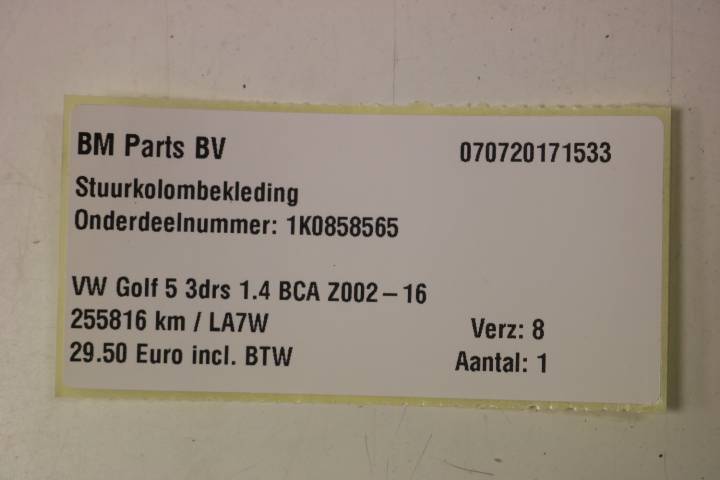 BM Parts BV 070720171533
Stuurkolombekleding
Onderdeelnummer: 1K0858565
VW Golf 5 3drs 1.4 BCA Z002-16
255816 km / LA7W Verz: 8
29.50 Euro incl. BTW Aantal: 1